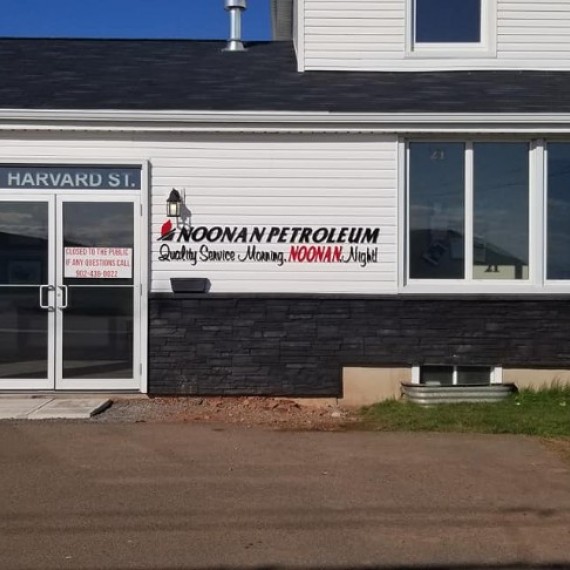 HARVARD ST.
NOONAN PETROLEUM
Quality Service Morning, NOONAN, Night!
CLOSED TO THE PUBLIC
IF ANY QUESTIONS CALL
902-439-0022